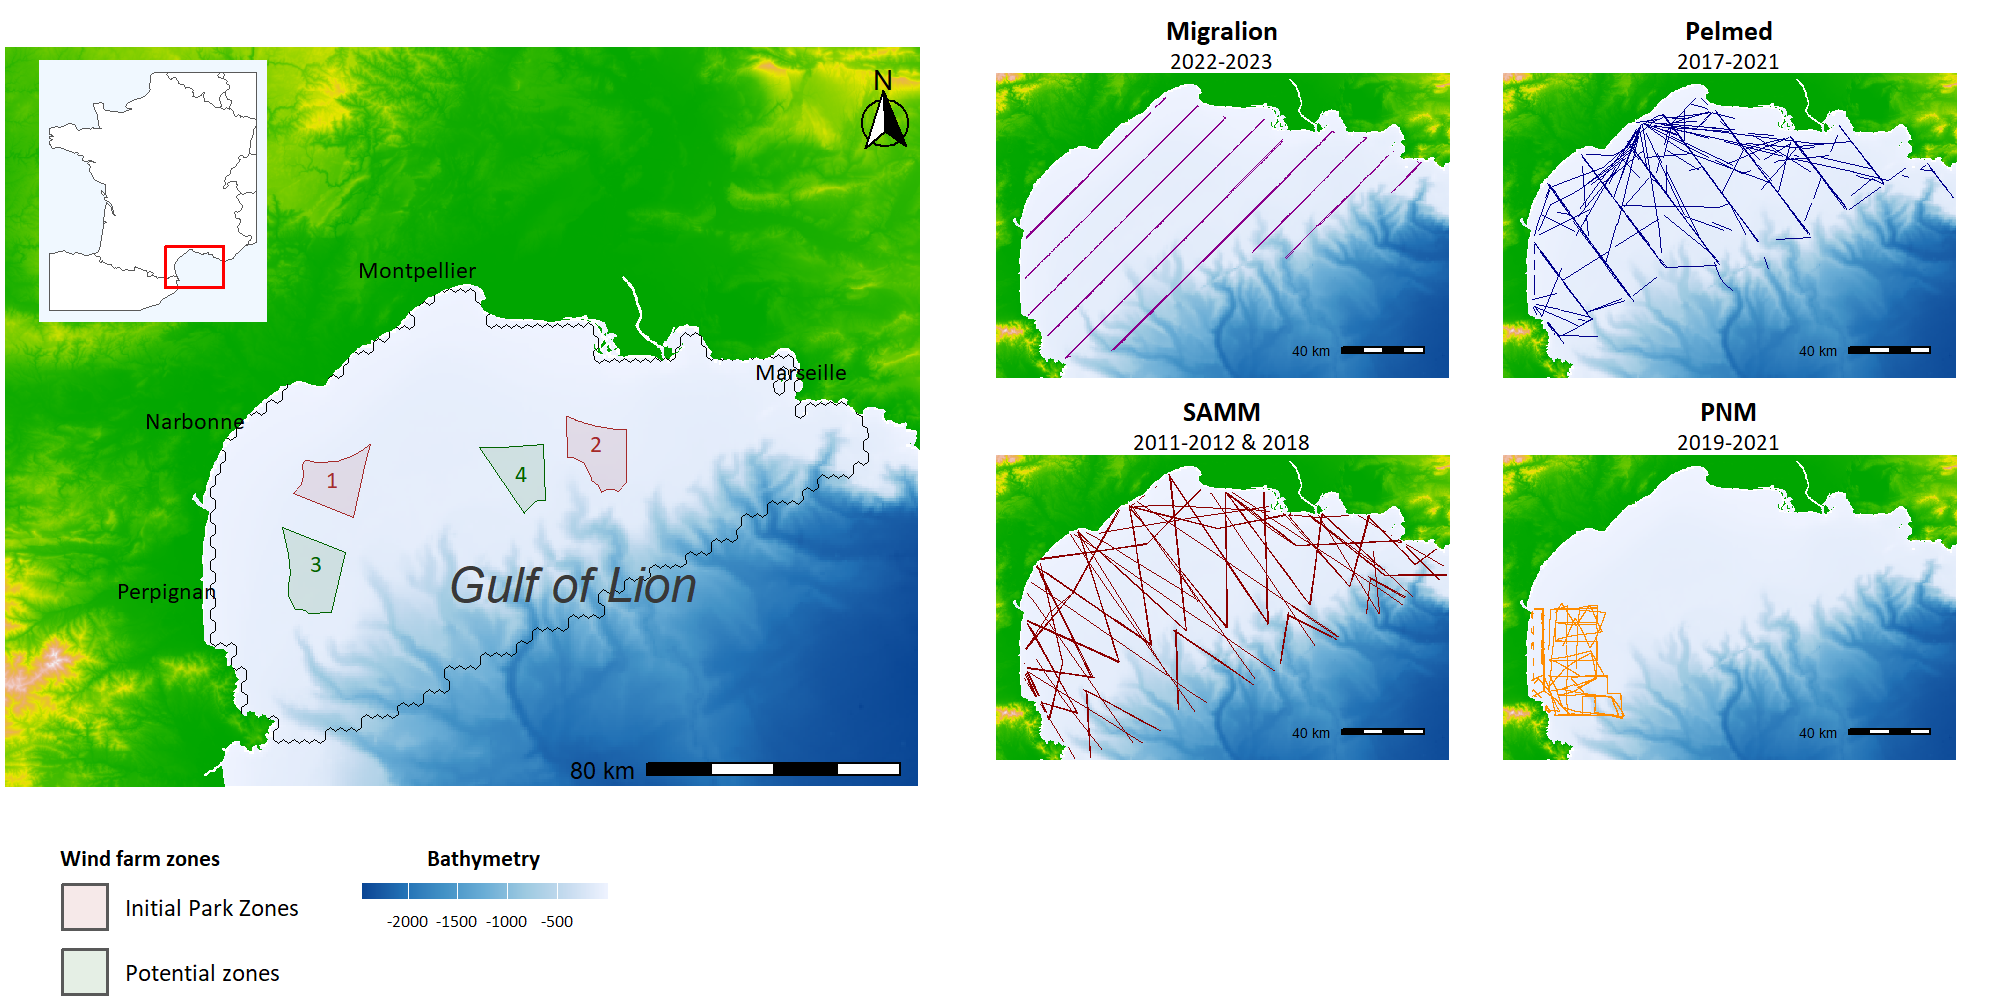 N
Montpellier
Marseille
Narbonne
Perpignan
1
2
3
4
Gulf of Lion
80 km
Wind farm zones
Initial Park Zones
Potential zones
Bathymetry
-2000 -1500 -1000 -500
Migralion
2022-2023
40 km
Pelmed
2017-2021
40 km
SAMM
2011-2012 & 2018
40 km
PNM
2019-2021
40 km